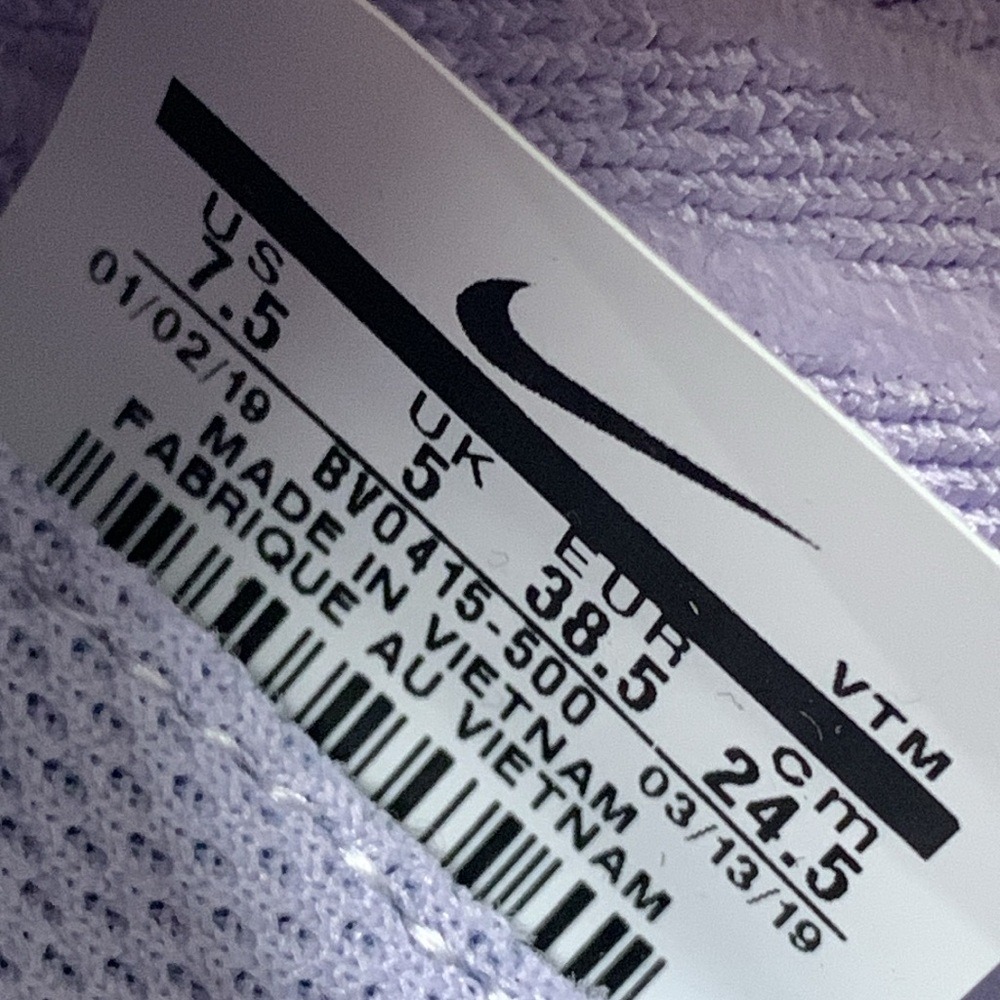 VTM
US UK EUR cm
7.5 5 38.5 24.5
01/02/19 BV0415-500 03/13/19
MADE IN VIETNAM
FABRIQUE AU VIETNAM